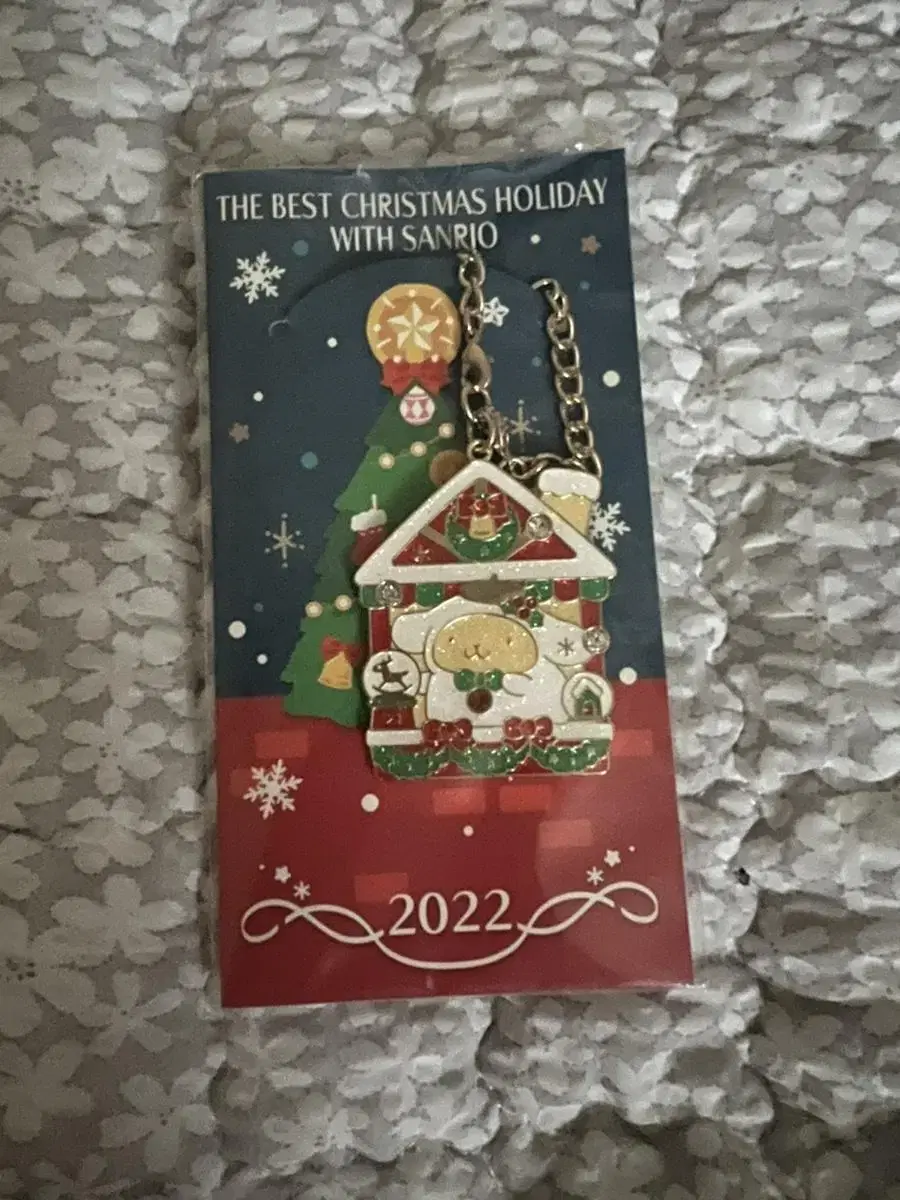 THE BEST CHRISTMAS HOLIDAY
WITH SANRIO
2022